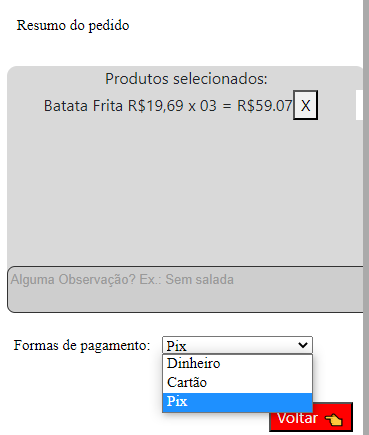 Resumo do pedido
Produtos selecionados:
Batata Frita R$19,69 x 03 = R$59.07 X
Alguma Observação? Ex.: Sem salada
Formas de pagamento: Pix
Dinheiro
Cartão
Pix
Voltar 👈